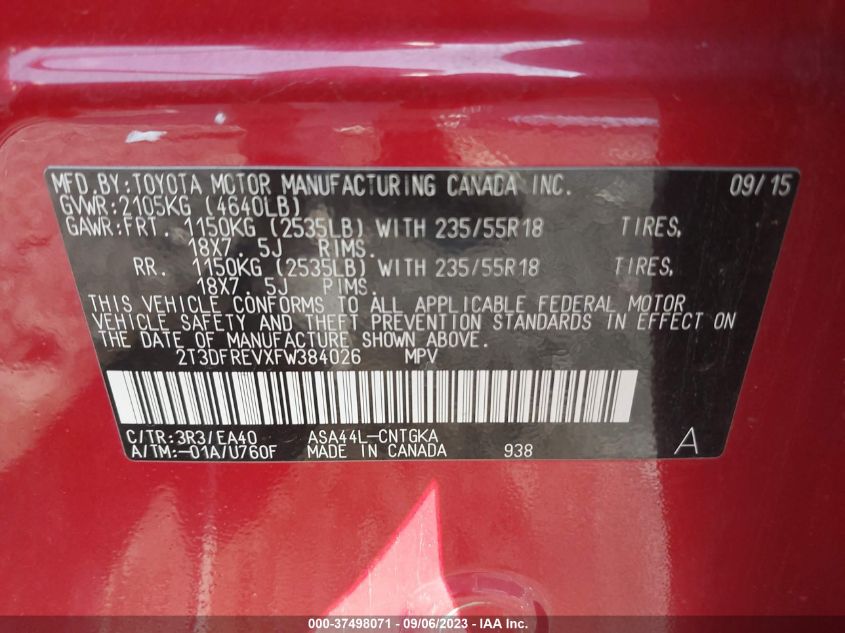 MFD.BY:TOYOTA MOTOR MANUFACTURING CANADA INC. 09/15
GVWR:2105KG (4640LB)
GAWR:FRT. 1150KG (2535LB) WITH 235/55R18 TIRES,
18X7.5J RIMS.
RR. 1150KG (2535LB) WITH 235/55R18 TIRES,
18X7.5J RIMS.
THIS VEHICLE CONFORMS TO ALL APPLICABLE FEDERAL MOTOR
VEHICLE SAFETY AND THEFT PREVENTION STANDARDS IN EFFECT ON
THE DATE OF MANUFACTURE SHOWN ABOVE.
2T3DFREVXFW384026 MPV
C/TR:3R3/EA40 ASA44L-CNTGKA
A/TM:-01A/U760F MADE IN CANADA 938 A
000-37498071 - 09/06/2023 - IAA Inc.